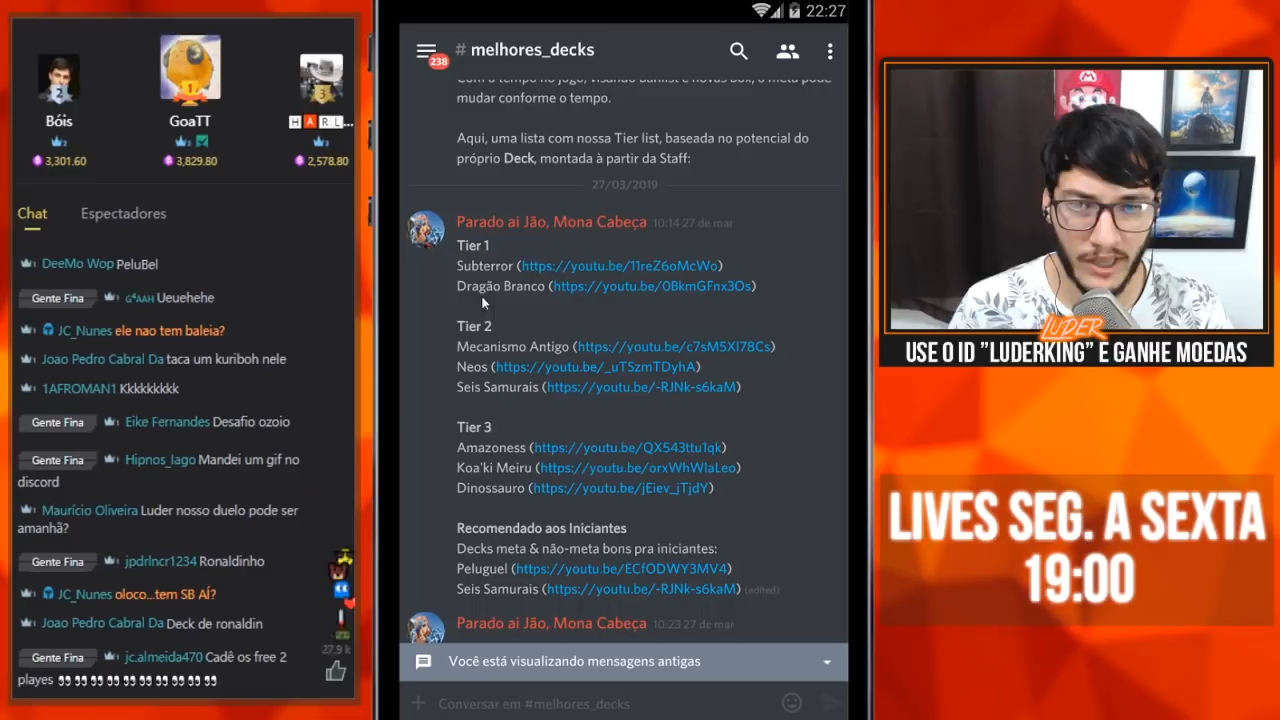 Bóis
GoaTT
HARL...
3,301.60
3,829.80
2,578.80
Chat
Espectadores
DeeMo Wop PeluBel
Gente Fina GᴬAAH Ueuehehe
JC_Nunes ele nao tem baleia?
Joao Pedro Cabral Da taca um kuriboh nele
1AFROMAN1 Kkkkkkkkk
Gente Fina Eike Fernandes Desafio ozoio
Gente Fina Hipnos_Iago Mandei um gif no
discord
Maurício Oliveira Luder nosso duelo pode ser
amanhã?
Gente Fina jpdrlncr1234 Ronaldinho
JC_Nunes oloco...tem SB AÍ?
Joao Pedro Cabral Da Deck de ronaldin
Gente Fina jc.almeida470 Cadê os free 2
playes
27.9 k
22:27
238
# melhores_decks
mudar conforme o tempo.
Aqui, uma lista com nossa Tier list, baseada no potencial do
próprio Deck, montada à partir da Staff:
27/03/2019
Parado ai Jão, Mona Cabeça 10:14 27 de mar
Tier 1
Subterror (https://youtu.be/11reZ6oMcWo)
Dragão Branco (https://youtu.be/0BkmGFnx3Os)
Tier 2
Mecanismo Antigo (https://youtu.be/c7sM5Xl78Cs)
Neos (https://youtu.be/_uTSzmTDyhA)
Seis Samurais (https://youtu.be/-RJNk-s6kaM)
Tier 3
Amazoness (https://youtu.be/QX543ttu1qk)
Koa'ki Meiru (https://youtu.be/orxWhWlaLeo)
Dinossauro (https://youtu.be/jEiev_jTjdY)
Recomendado aos Iniciantes
Decks meta & não-meta bons pra iniciantes:
Peluguel (https://youtu.be/ECfODWY3MV4)
Seis Samurais (https://youtu.be/-RJNk-s6kaM) (edited)
Parado ai Jão, Mona Cabeça 10:23 27 de mar
Você está visualizando mensagens antigas
Conversar em #melhores_decks
LUDER
USE O ID "LUDERKING" E GANHE MOEDAS
LIVES SEG. A SEXTA
19:00